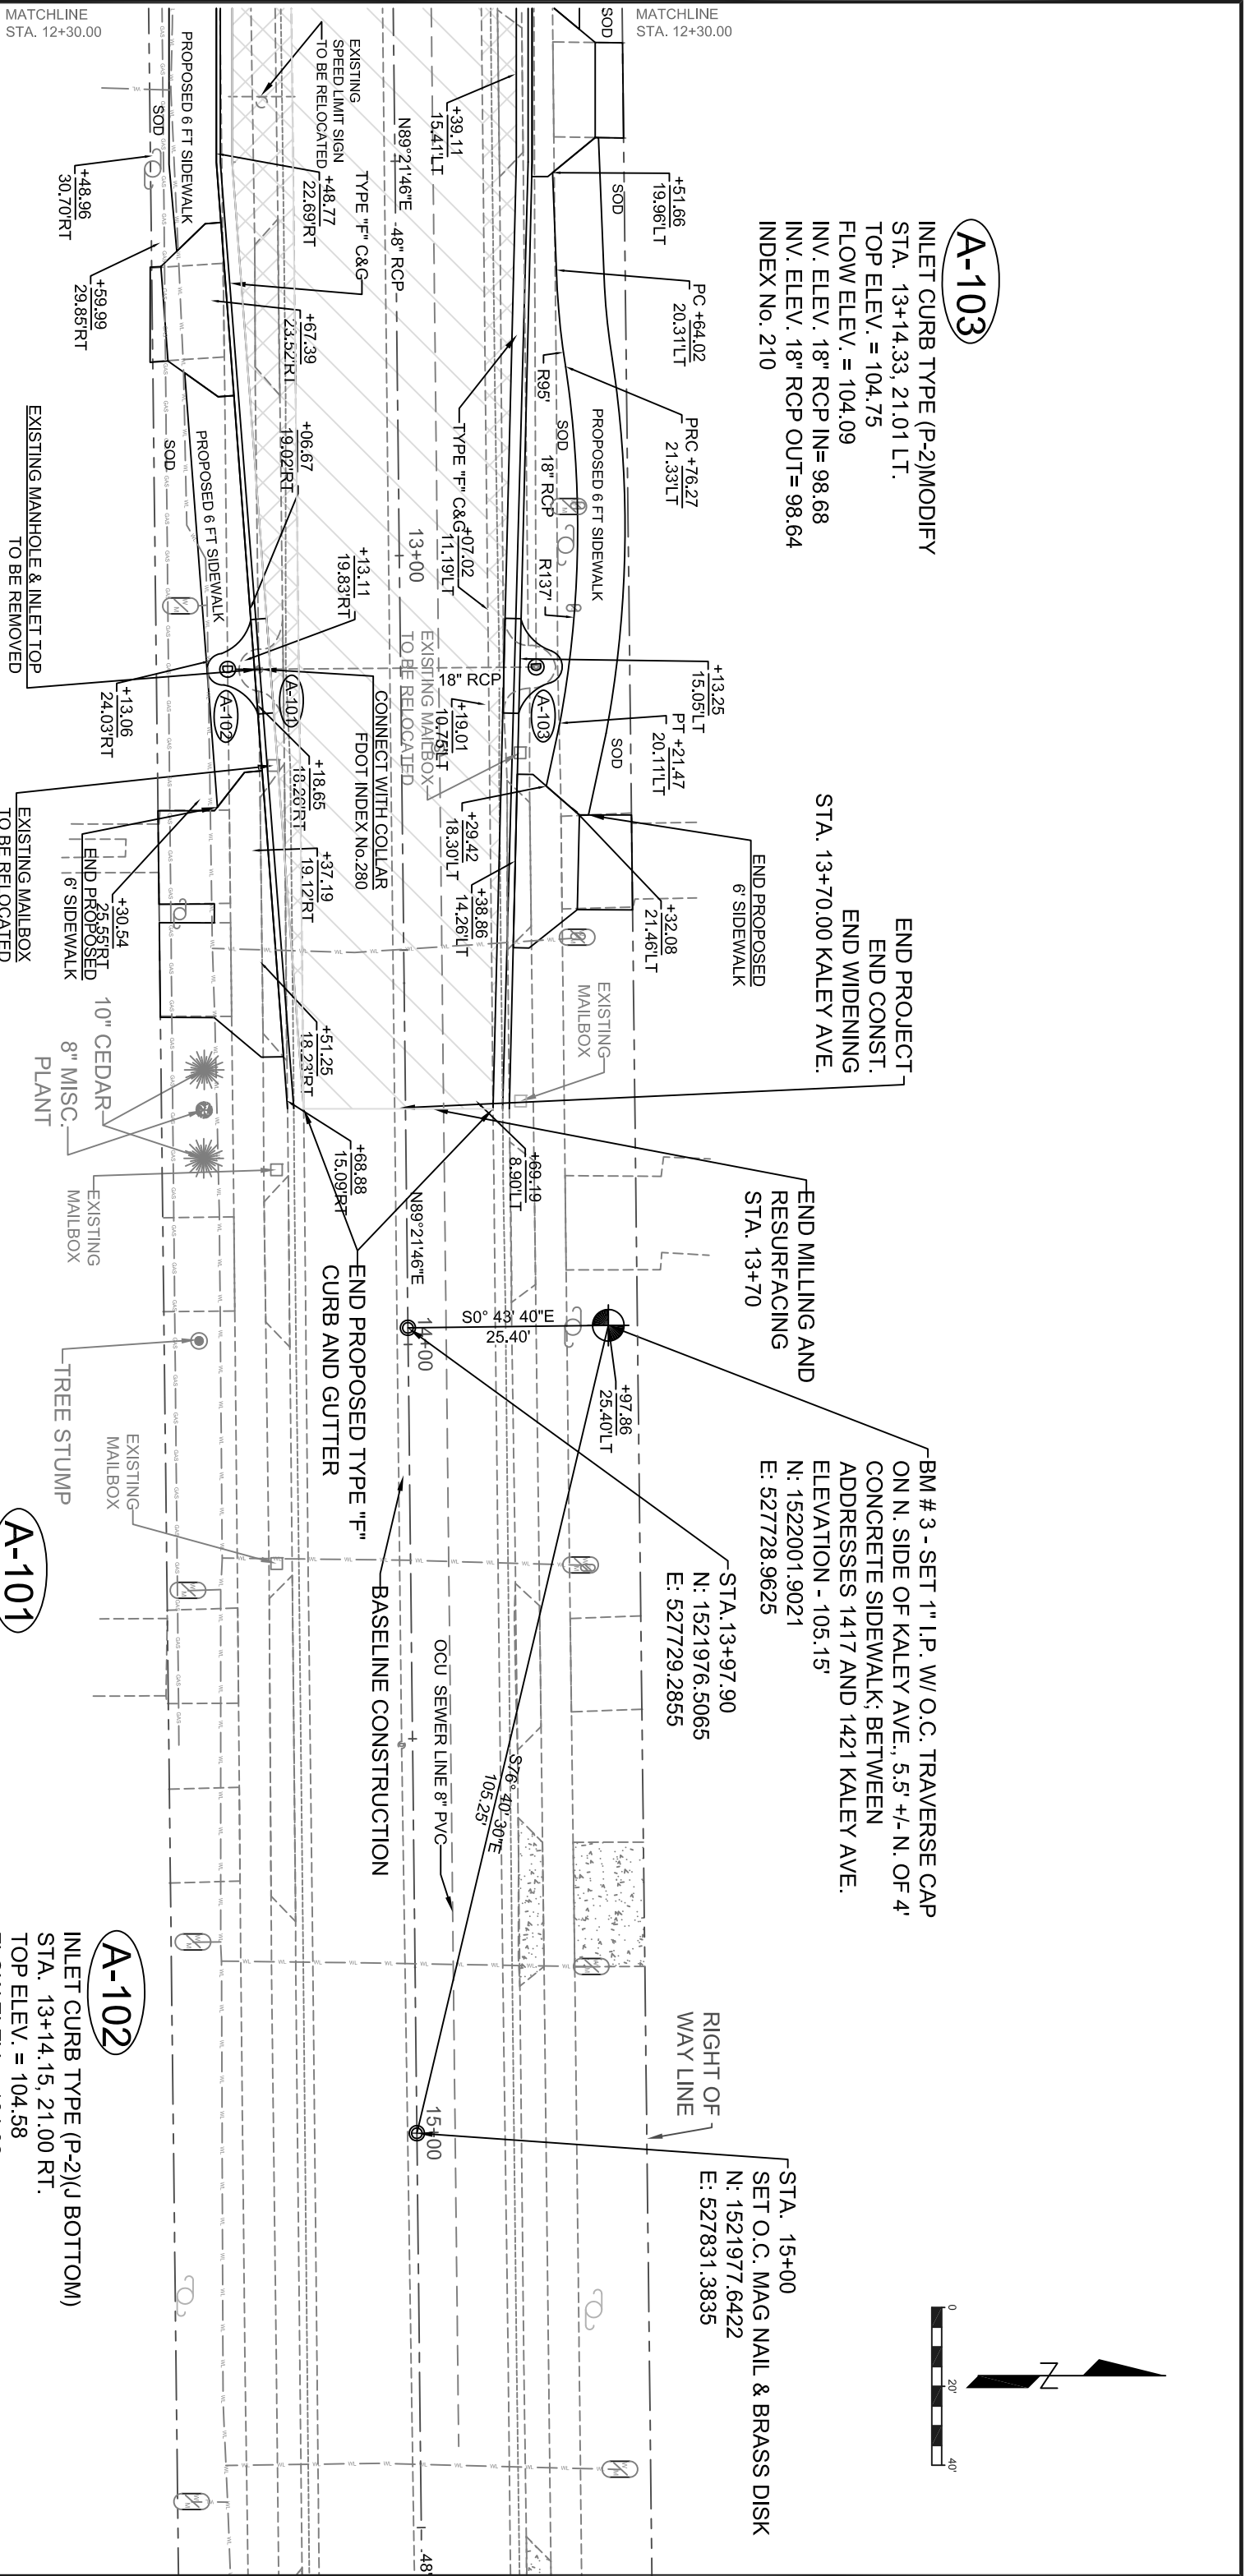 MATCHLINE
STA. 12+30.00
MATCHLINE
STA. 12+30.00
A-103
INLET CURB TYPE (P-2)MODIFY
STA. 13+14.33, 21.01 LT.
TOP ELEV. = 104.75
FLOW ELEV. = 104.09
INV. ELEV. 18" RCP IN= 98.68
INV. ELEV. 18" RCP OUT= 98.64
INDEX No. 210
END PROJECT
END CONST.
END WIDENING
STA. 13+70.00 KALEY AVE.
END MILLING AND
RESURFACING
STA. 13+70
BM # 3 - SET 1" I.P. W/ O.C. TRAVERSE CAP
ON N. SIDE OF KALEY AVE., 5.5' +/- N. OF 4'
CONCRETE SIDEWALK; BETWEEN
ADDRESSES 1417 AND 1421 KALEY AVE.
ELEVATION - 105.15'
N: 1522001.9021
E: 527728.9625
STA.13+97.90
N: 1521976.5065
E: 527729.2855
STA. 15+00
SET O.C. MAG NAIL & BRASS DISK
N: 1521977.6422
E: 527831.3835
RIGHT OF
WAY LINE
0
20'
40'
N
SOD
+51.66
19.96'LT
SOD
PC +64.02
20.31'LT
PRC +76.27
21.33'LT
R95'
SOD
PROPOSED 6 FT SIDEWALK
18" RCP
R137'
+13.25
15.05'LT
PT +21.47
20.11'LT
SOD
END PROPOSED
6' SIDEWALK
+32.08
21.46'LT
EXISTING
MAILBOX
+39.11
15.41'LT
TYPE "F" C&G
+07.02
11.19'LT
A-103
18" RCP
+19.01
10.75'LT
+29.42
18.30'LT
+38.86
14.26'LT
+69.19
8.90'LT
+97.86
25.40'LT
S0° 43' 40"E
25.40'
S76° 40' 30"E
105.25'
N89°21'46"E
48" RCP
13+00
EXISTING MAILBOX
TO BE RELOCATED
N89°21'46"E
14+00
15+00
48"
OCU SEWER LINE 8" PVC
BASELINE CONSTRUCTION
END PROPOSED TYPE "F"
CURB AND GUTTER
EXISTING
SPEED LIMIT SIGN
TO BE RELOCATED
TYPE "F" C&G
+48.77
22.69'RT
+67.39
23.52'RT
+06.67
19.02'RT
+13.11
19.83'RT
CONNECT WITH COLLAR
FDOT INDEX No.280
A-101
A-102
+18.65
18.26'RT
+37.19
19.12'RT
+51.25
18.23'RT
+68.88
15.09'RT
PROPOSED 6 FT SIDEWALK
SOD
+48.96
30.70'RT
+59.99
29.85'RT
PROPOSED 6 FT SIDEWALK
SOD
EXISTING MANHOLE & INLET TOP
TO BE REMOVED
+13.06
24.03'RT
EXISTING MAILBOX
TO BE RELOCATED
+30.54
25.55'RT
END PROPOSED
6' SIDEWALK
10" CEDAR
8" MISC.
PLANT
EXISTING
MAILBOX
TREE STUMP
EXISTING
MAILBOX
A-101
A-102
INLET CURB TYPE (P-2)(J BOTTOM)
STA. 13+14.15, 21.00 RT.
TOP ELEV. = 104.58